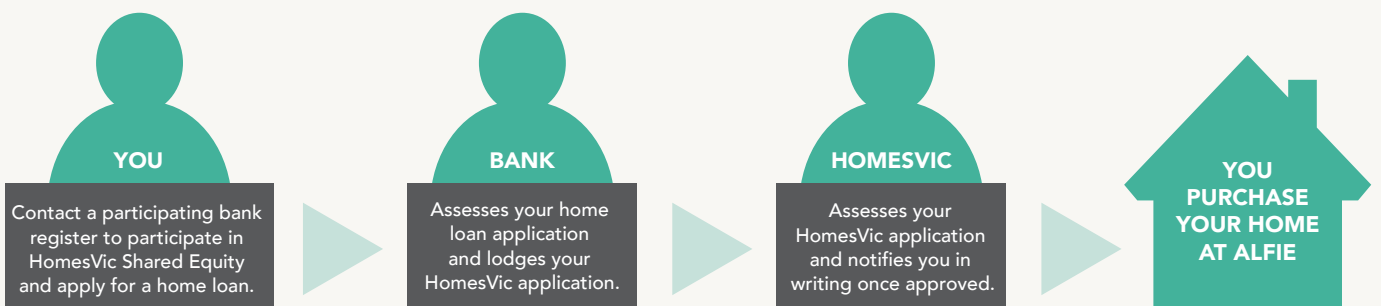 YOU
Contact a participating bank
register to participate in
HomesVic Shared Equity
and apply for a home loan.
BANK
Assesses your home
loan application
and lodges your
HomesVic application.
HOMESVIC
Assesses your
HomesVic application
and notifies you in
writing once approved.
YOU
PURCHASE
YOUR HOME
AT ALFIE